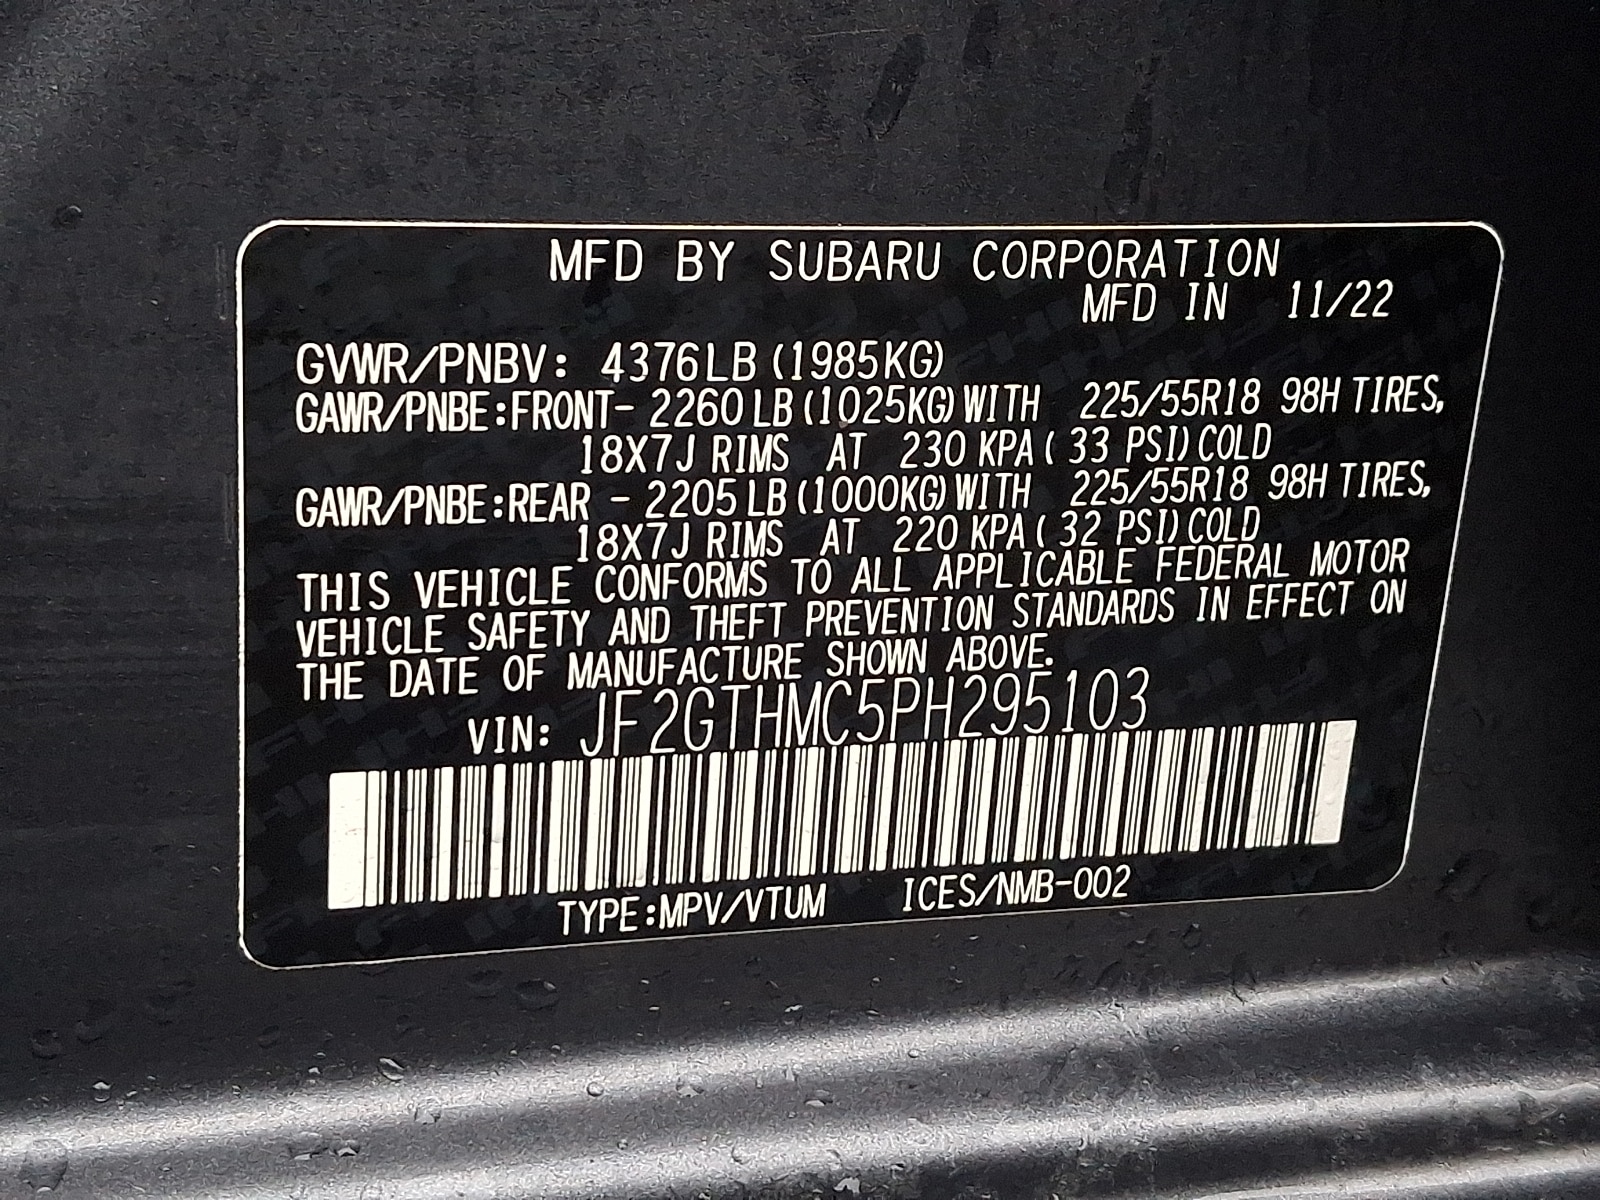 MFD BY SUBARU CORPORATION
MFD IN 11/22
GVWR/PNBV: 4376LB (1985KG)
GAWR/PNBE:FRONT- 2260 LB (1025KG) WITH 225/55R18 98H TIRES,
18X7J RIMS AT 230 KPA ( 33 PSI) COLD
GAWR/PNBE:REAR - 2205 LB (1000KG) WITH 225/55R18 98H TIRES,
18X7J RIMS AT 220 KPA ( 32 PSI) COLD
THIS VEHICLE CONFORMS TO ALL APPLICABLE FEDERAL MOTOR
VEHICLE SAFETY AND THEFT PREVENTION STANDARDS IN EFFECT ON
THE DATE OF MANUFACTURE SHOWN ABOVE.
VIN: JF2GTHMC5PH295103
TYPE:MPV/VTUM ICES/NMB-002